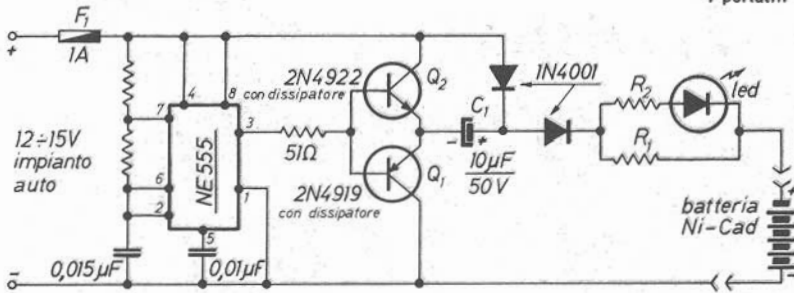 F₁
+
1A
2N4922
con dissipatore
Q₂
1N4001
R₂
led
4
8
7
3
C₁
51Ω
-
+
R₁
12÷15V
impianto
auto
NE555
10µF
50V
2N4919
con dissipatore
Q₁
6
2
1
5
batteria
Ni-Cad
+
-
0,015µF
0,01µF
-